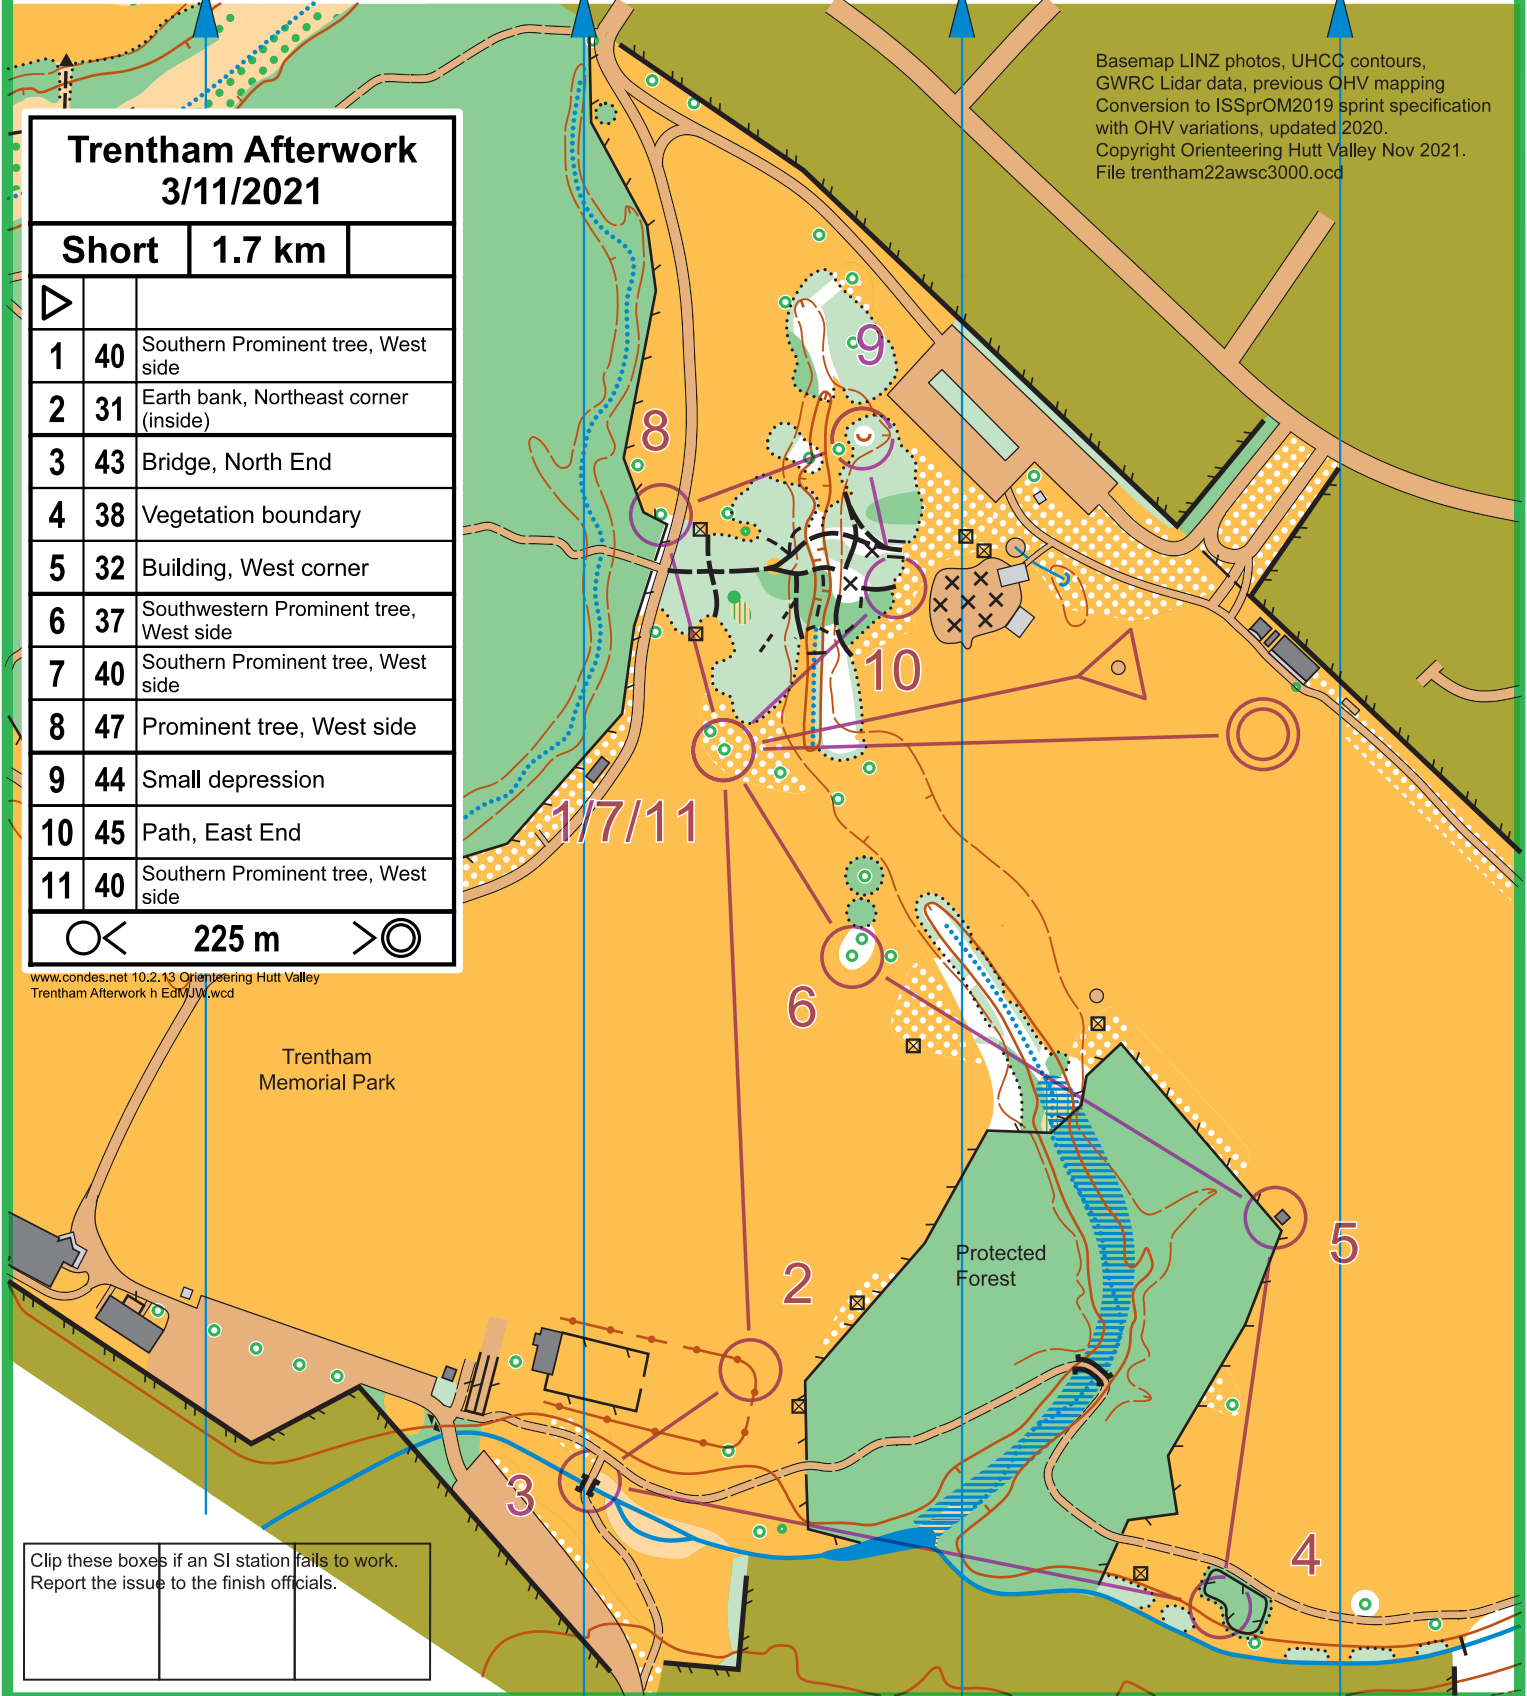 Basemap LINZ photos, UHCC contours,
GWRC Lidar data, previous OHV mapping
Conversion to ISSprOM2019 sprint specification
with OHV variations, updated 2020.
Copyright Orienteering Hutt Valley Nov 2021.
File trentham22awsc3000.ocd
Trentham Afterwork
3/11/2021
Short 1.7 km
1 40 Southern Prominent tree, West
side
2 31 Earth bank, Northeast corner
(inside)
3 43 Bridge, North End
4 38 Vegetation boundary
5 32 Building, West corner
6 37 Southwestern Prominent tree,
West side
7 40 Southern Prominent tree, West
side
8 47 Prominent tree, West side
9 44 Small depression
10 45 Path, East End
11 40 Southern Prominent tree, West
side
225 m
www.condes.net 10.2.13 Orienteering Hutt Valley
Trentham Afterwork h EdMJW.wcd
9
8
10
1/7/11
6
Trentham
Memorial Park
5
Protected
Forest
2
3
4
Clip these boxes if an SI station fails to work.
Report the issue to the finish officials.